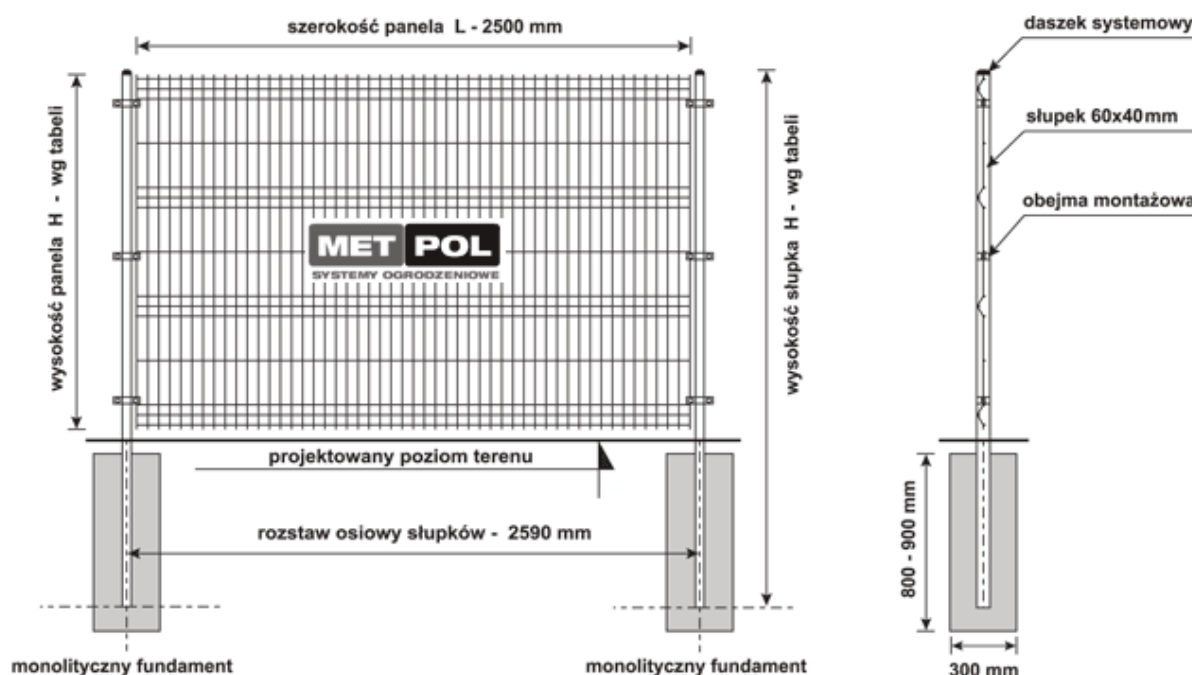 szerokość panela L - 2500 mm
daszek systemowy
słupek 60x40mm
obejma montażowa
wysokość panela H - wg tabeli
wysokość słupka H - wg tabeli
MET POL
SYSTEMY OGRODZENIOWE
projektowany poziom terenu
rozstaw osiowy słupków - 2590 mm
800 - 900 mm
monolityczny fundament
monolityczny fundament
300 mm